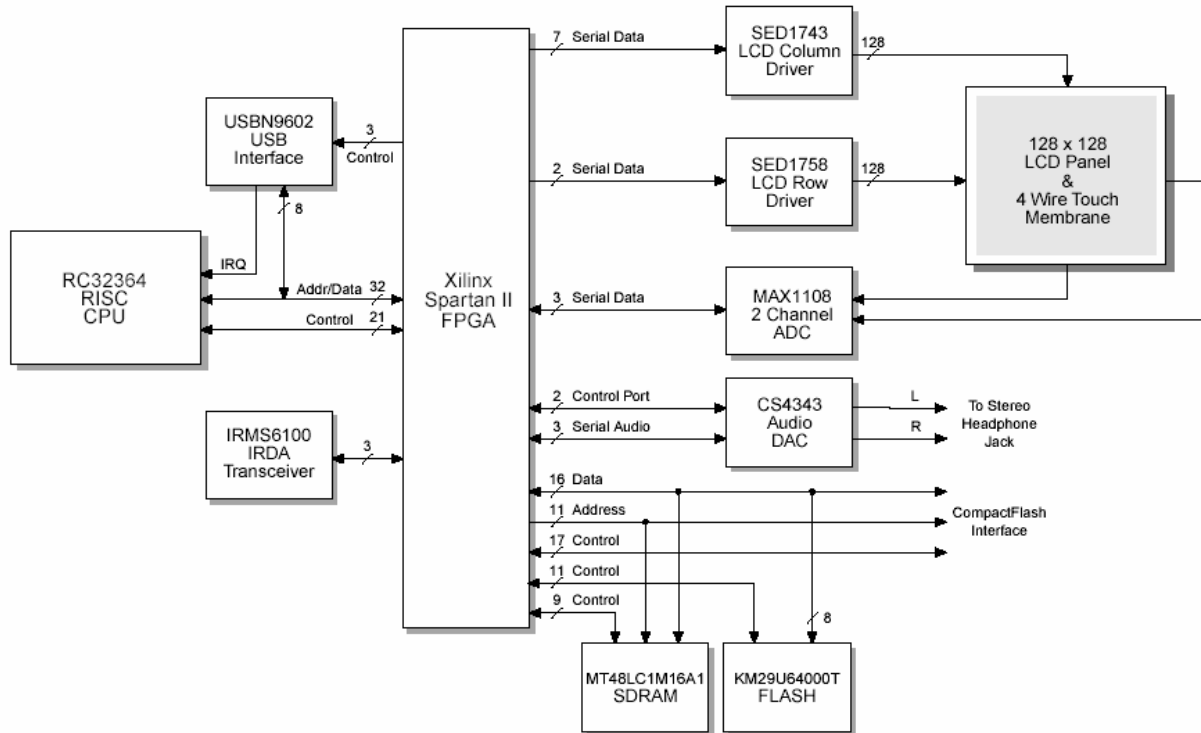 SED1743
LCD Column
Driver
7 Serial Data
128
USBN9602
USB
Interface
3
Control
8
128 x 128
LCD Panel
&
4 Wire Touch
Membrane
SED1758
LCD Row
Driver
2 Serial Data
128
RC32364
RISC
CPU
IRQ
Addr/Data 32
Control 21
Xilinx
Spartan II
FPGA
3 Serial Data
MAX1108
2 Channel
ADC
IRMS6100
IRDA
Transceiver
3
2 Control Port
3 Serial Audio
CS4343
Audio
DAC
L
R
To Stereo
Headphone
Jack
16 Data
11 Address
17 Control
11 Control
9 Control
CompactFlash
Interface
8
MT48LC1M16A1
SDRAM
KM29U64000T
FLASH